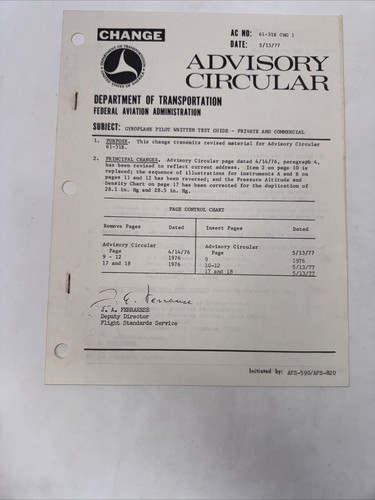 CHANGE
AC NO: 61-31B CHG 1
DATE: 5/13/77
ADVISORY
CIRCULAR
DEPARTMENT OF TRANSPORTATION
FEDERAL AVIATION ADMINISTRATION
SUBJECT: GYROPLANE PILOT WRITTEN TEST GUIDE - PRIVATE AND COMMERCIAL
1. PURPOSE. This change transmits revised material for Advisory Circular
61-31B.
2. PRINCIPAL CHANGES. Advisory Circular page dated 4/14/76, paragraph 4,
has been revised to reflect current address. Item 2 on page 10 is
replaced; the sequence of illustrations for instruments A and B on
pages 11 and 12 has been reversed; and the Pressure Altitude and
Density Chart on page 17 has been corrected for the duplication of
28.1 in. Hg and 28.5 in. Hg.
PAGE CONTROL CHART
Remove Pages Dated Insert Pages Dated
Advisory Circular Advisory Circular
Page 4/14/76 Page 5/13/77
9 - 12 1976 9 1976
17 and 18 1976 10-12 5/13/77
17 and 18 5/13/77
J. A. FERRARESE
Deputy Director
Flight Standards Service
Initiated by: AFS-590/AFS-820